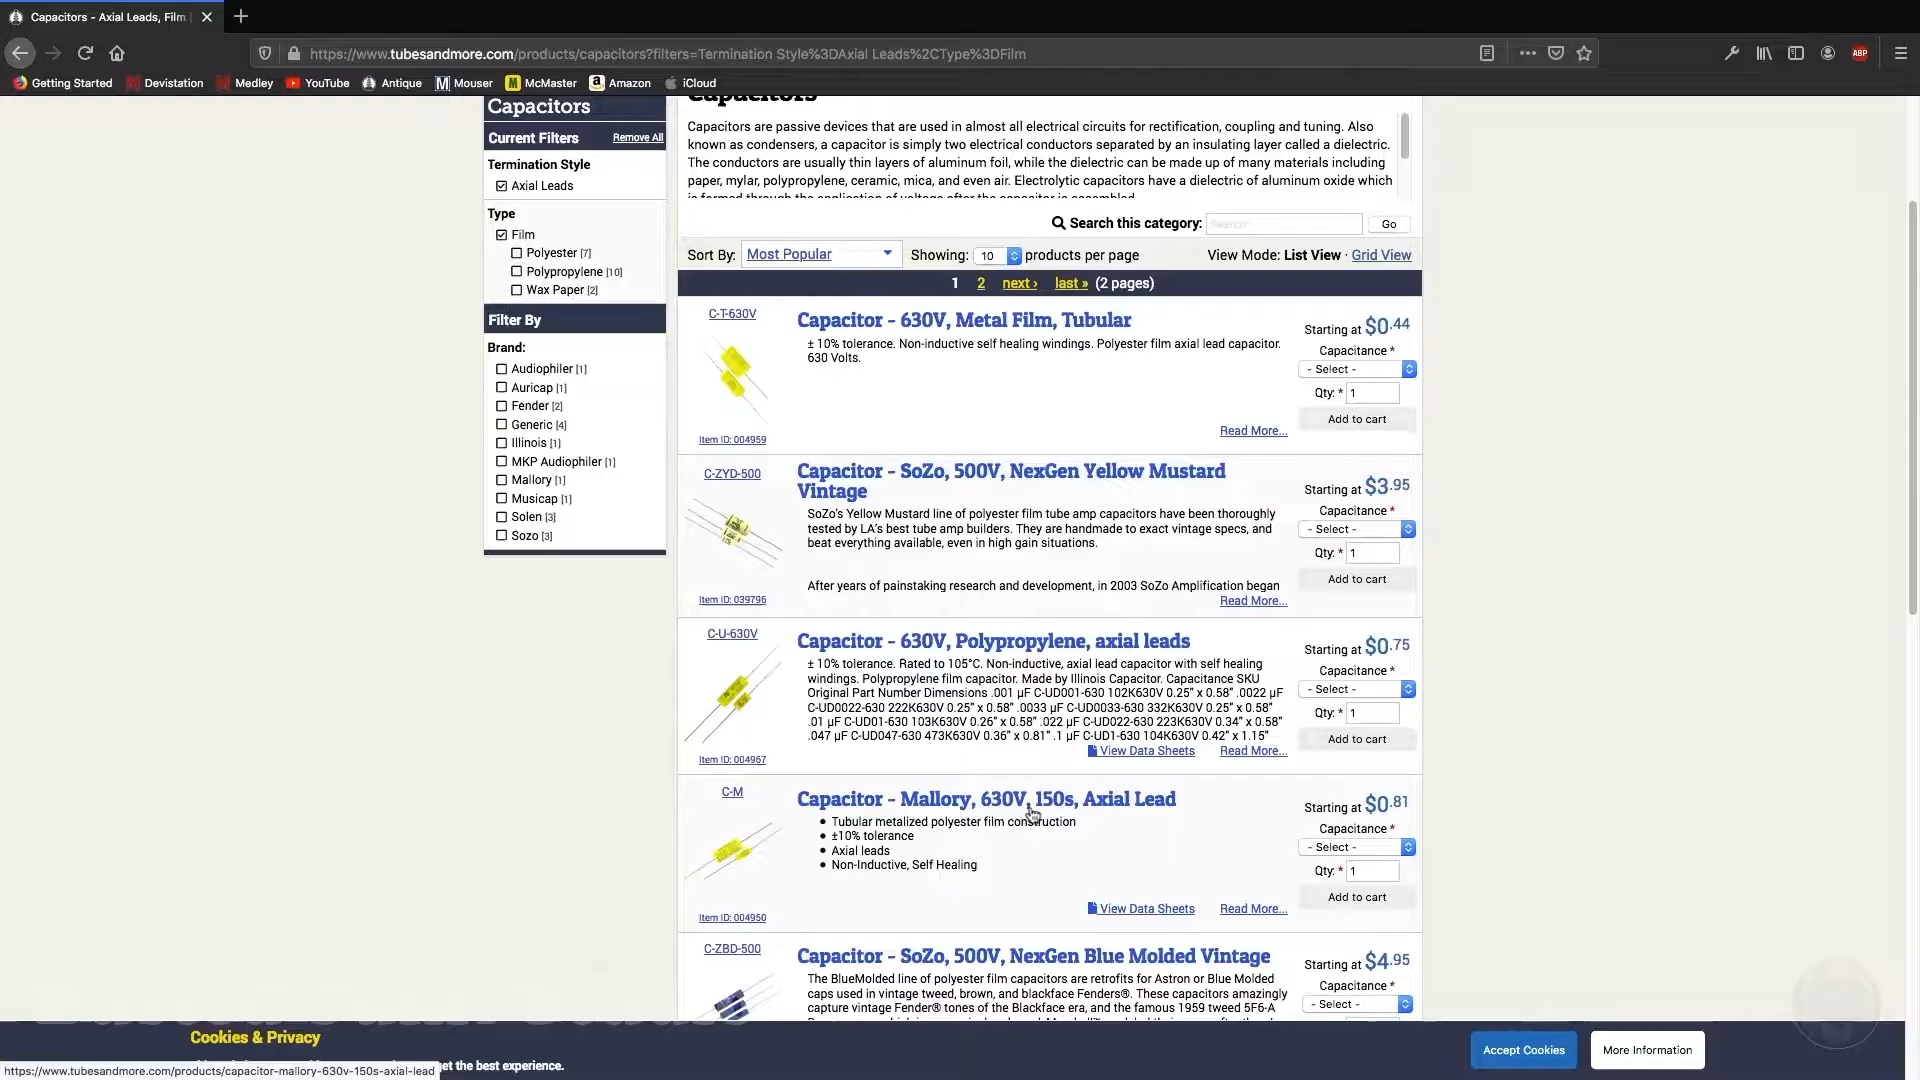 Capacitors - Axial Leads, Film |
https://www.tubesandmore.com/products/capacitors?filters=Termination Style%3DAxial Leads%2CType%3DFilm
ABP
Getting Started Devistation Medley YouTube Antique Mouser McMaster Amazon iCloud
Capacitors
Current Filters Remove All
Termination Style
Axial Leads
Type
Film
Polyester [7]
Polypropylene [10]
Wax Paper [2]
Filter By
Brand:
Audiophiler [1]
Auricap [1]
Fender [2]
Generic [4]
Illinois [1]
MKP Audiophiler [1]
Mallory [1]
Musicap [1]
Solen [3]
Sozo [3]
Capacitors
Capacitors are passive devices that are used in almost all electrical circuits for rectification, coupling and tuning. Also
known as condensers, a capacitor is simply two electrical conductors separated by an insulating layer called a dielectric.
The conductors are usually thin layers of aluminum foil, while the dielectric can be made up of many materials including
paper, mylar, polypropylene, ceramic, mica, and even air. Electrolytic capacitors have a dielectric of aluminum oxide which
is formed through the application of voltage after the capacitor is assembled.
Search this category: Search Go
Sort By: Most Popular Showing: 10 products per page View Mode: List View · Grid View
1 2 next › last » (2 pages)
C-T-630V
Capacitor - 630V, Metal Film, Tubular
± 10% tolerance. Non-inductive self healing windings. Polyester film axial lead capacitor.
630 Volts.
Read More...
Item ID: 004959
Starting at $0.44
Capacitance *
- Select -
Qty: * 1
Add to cart
C-ZYD-500
Capacitor - SoZo, 500V, NexGen Yellow Mustard
Vintage
SoZo's Yellow Mustard line of polyester film tube amp capacitors have been thoroughly
tested by LA's best tube amp builders. They are handmade to exact vintage specs, and
beat everything available, even in high gain situations.
After years of painstaking research and development, in 2003 SoZo Amplification began
Read More...
Item ID: 039796
Starting at $3.95
Capacitance *
- Select -
Qty: * 1
Add to cart
C-U-630V
Capacitor - 630V, Polypropylene, axial leads
± 10% tolerance. Rated to 105°C. Non-inductive, axial lead capacitor with self healing
windings. Polypropylene film capacitor. Made by Illinois Capacitor. Capacitance SKU
Original Part Number Dimensions .001 µF C-UD001-630 102K630V 0.25" x 0.58" .0022 µF
C-UD0022-630 222K630V 0.25" x 0.58" .0033 µF C-UD0033-630 332K630V 0.25" x 0.58"
.01 µF C-UD01-630 103K630V 0.26" x 0.58" .022 µF C-UD022-630 223K630V 0.34" x 0.58"
.047 µF C-UD047-630 473K630V 0.36" x 0.81" .1 µF C-UD1-630 104K630V 0.42" x 1.15"
View Data Sheets Read More...
Item ID: 004967
Starting at $0.75
Capacitance *
- Select -
Qty: * 1
Add to cart
C-M
Capacitor - Mallory, 630V, 150s, Axial Lead
• Tubular metalized polyester film construction
• ±10% tolerance
• Axial leads
• Non-Inductive, Self Healing
View Data Sheets Read More...
Item ID: 004950
Starting at $0.81
Capacitance *
- Select -
Qty: * 1
Add to cart
C-ZBD-500
Capacitor - SoZo, 500V, NexGen Blue Molded Vintage
The BlueMolded line of polyester film capacitors are retrofits for Astron or Blue Molded
caps used in vintage tweed, brown, and blackface Fenders®. These capacitors amazingly
capture vintage Fender® tones of the Blackface era, and the famous 1959 tweed 5F6-A
Starting at $4.95
Capacitance *
- Select -
Cookies & Privacy
get the best experience.
Accept Cookies More Information
https://www.tubesandmore.com/products/capacitor-mallory-630v-150s-axial-lead